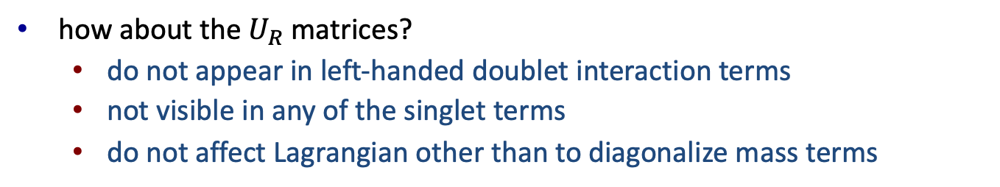 • how about the U_R matrices?
• do not appear in left-handed doublet interaction terms
• not visible in any of the singlet terms
• do not affect Lagrangian other than to diagonalize mass terms